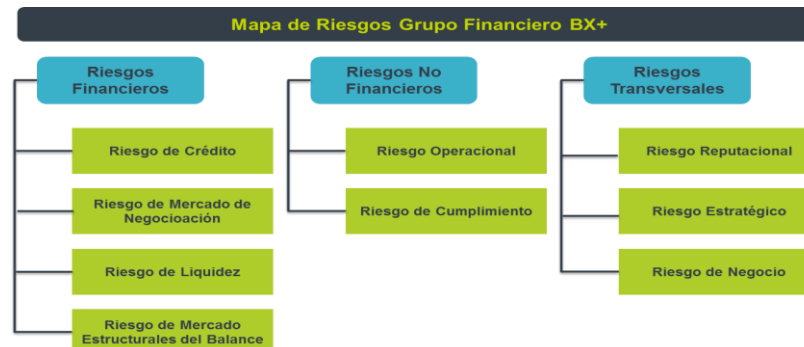 Mapa de Riesgos Grupo Financiero BX+
Riesgos
Financieros
Riesgo de Crédito
Riesgo de Mercado de
Negocioación
Riesgo de Liquidez
Riesgo de Mercado
Estructurales del Balance
Riesgos No
Financieros
Riesgo Operacional
Riesgo de Cumplimiento
Riesgos
Transversales
Riesgo Reputacional
Riesgo Estratégico
Riesgo de Negocio